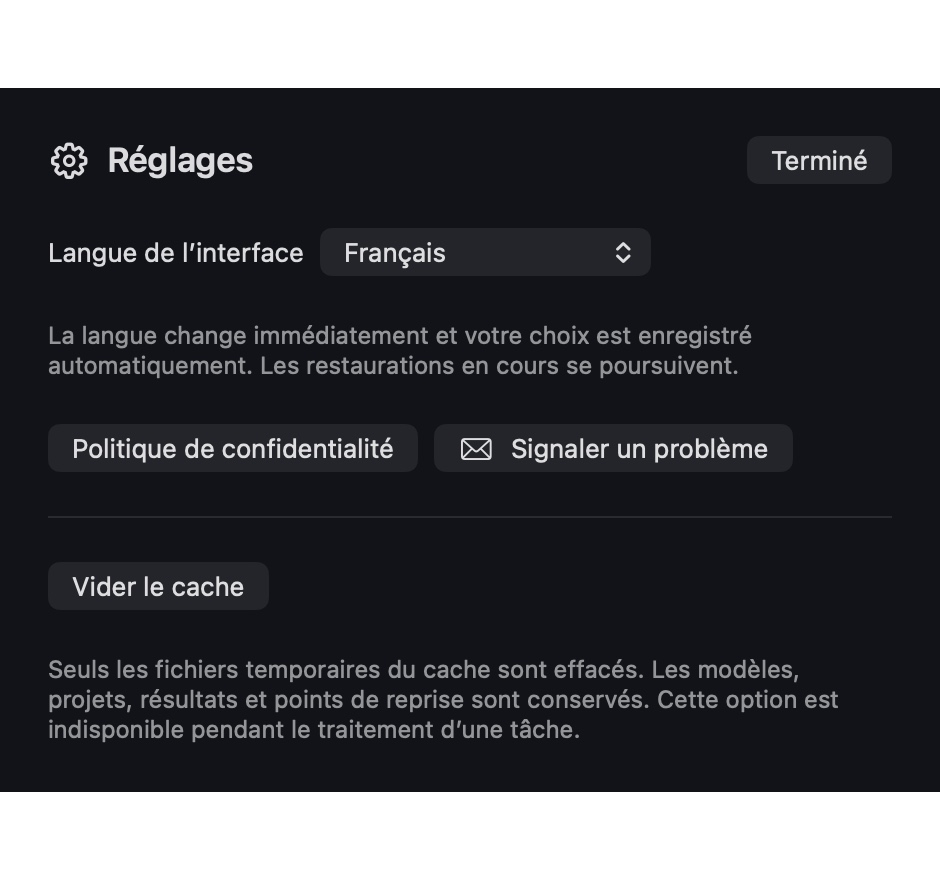 Réglages
Terminé
Langue de l’interface
Français
La langue change immédiatement et votre choix est enregistré
automatiquement. Les restaurations en cours se poursuivent.
Politique de confidentialité
Signaler un problème
Vider le cache
Seuls les fichiers temporaires du cache sont effacés. Les modèles,
projets, résultats et points de reprise sont conservés. Cette option est
indisponible pendant le traitement d’une tâche.